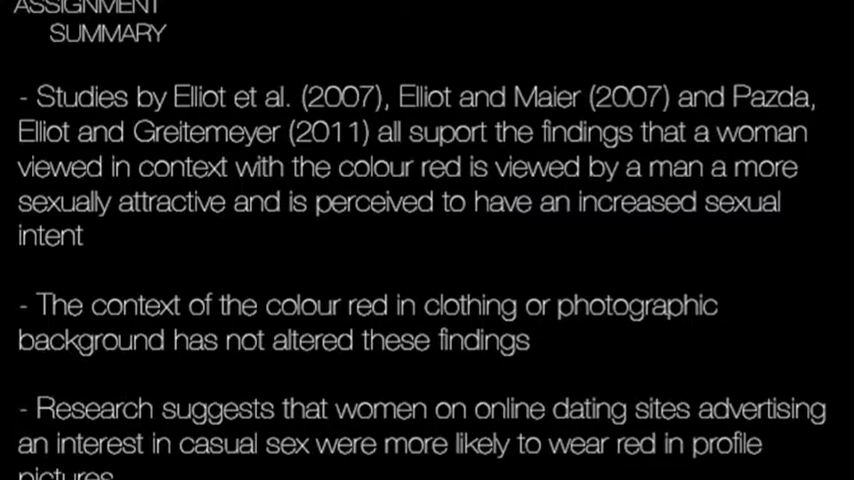 ASSIGNMENT
SUMMARY
- Studies by Elliot et al. (2007), Elliot and Maier (2007) and Pazda,
Elliot and Greitemeyer (2011) all suport the findings that a woman
viewed in context with the colour red is viewed by a man a more
sexually attractive and is perceived to have an increased sexual
intent
- The context of the colour red in clothing or photographic
background has not altered these findings
- Research suggests that women on online dating sites advertising
an interest in casual sex were more likely to wear red in profile
pictures